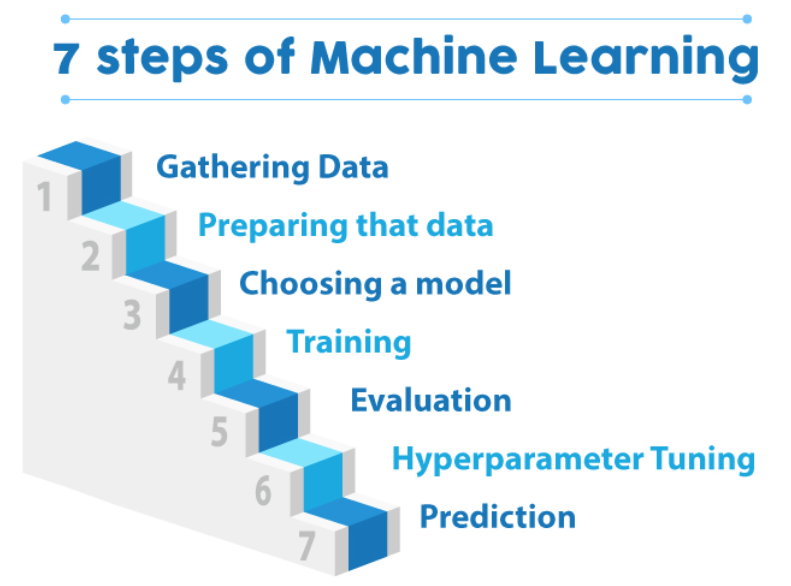 7 steps of Machine Learning
1 Gathering Data
2 Preparing that data
3 Choosing a model
4 Training
5 Evaluation
6 Hyperparameter Tuning
7 Prediction